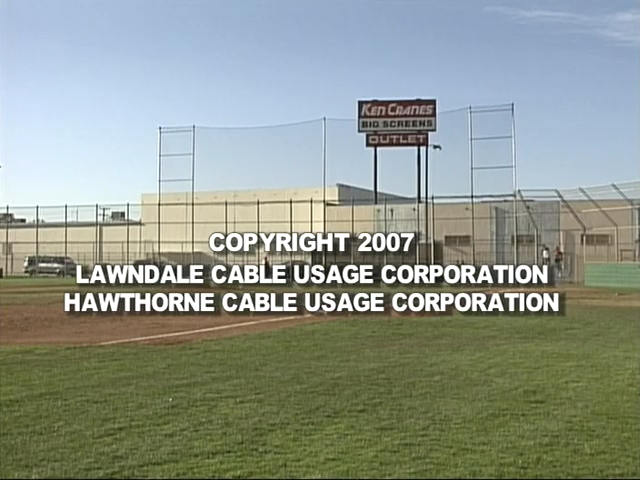 KEN CRANES
BIG SCREENS
OUTLET
COPYRIGHT 2007
LAWNDALE CABLE USAGE CORPORATION
HAWTHORNE CABLE USAGE CORPORATION